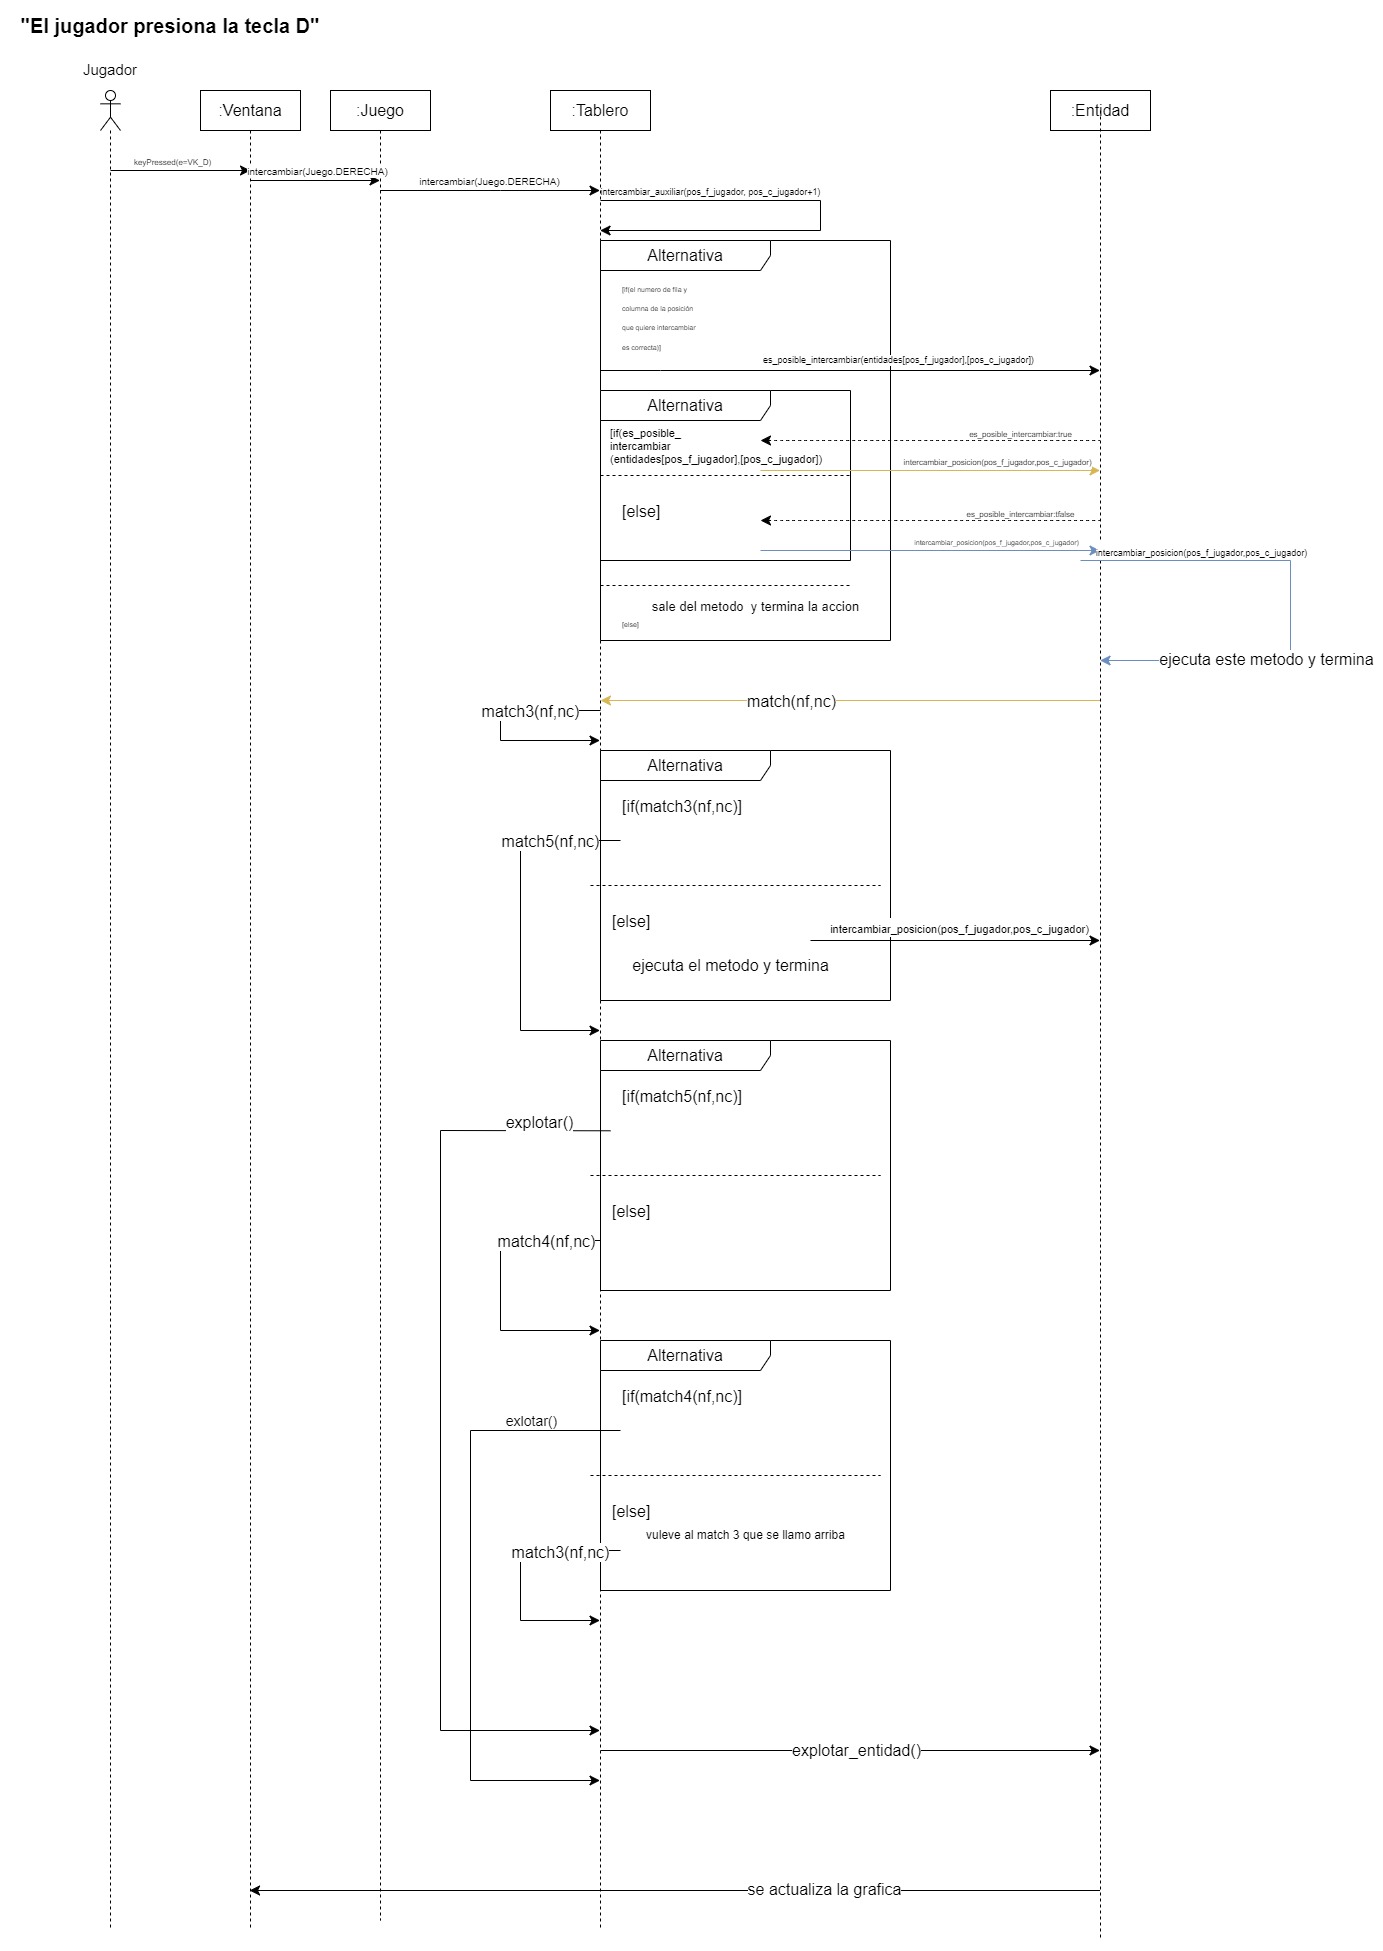 "El jugador presiona la tecla D"
Jugador
:Ventana
:Juego
:Tablero
:Entidad
keyPressed(e=VK_D)
intercambiar(Juego.DERECHA)
intercambiar(Juego.DERECHA)
intercambiar_auxiliar(pos_f_jugador, pos_c_jugador+1)
Alternativa
[if(el numero de fila y
columna de la posición
que quiere intercambiar
es correcta)]
es_posible_intercambiar(entidades[pos_f_jugador],[pos_c_jugador])
Alternativa
[if(es_posible_
intercambiar
(entidades[pos_f_jugador],[pos_c_jugador])
es_posible_intercambiar:true
intercambiar_posicion(pos_f_jugador,pos_c_jugador)
[else]
es_posible_intercambiar:tfalse
intercambiar_posicion(pos_f_jugador,pos_c_jugador)
intercambiar_posicion(pos_f_jugador,pos_c_jugador)
sale del metodo  y termina la accion
[else]
ejecuta este metodo y termina
match(nf,nc)
match3(nf,nc)
Alternativa
[if(match3(nf,nc)]
match5(nf,nc)
[else]
intercambiar_posicion(pos_f_jugador,pos_c_jugador)
ejecuta el metodo y termina
Alternativa
[if(match5(nf,nc)]
explotar()
[else]
match4(nf,nc)
Alternativa
[if(match4(nf,nc)]
exlotar()
[else]
vuleve al match 3 que se llamo arriba
match3(nf,nc)
explotar_entidad()
se actualiza la grafica